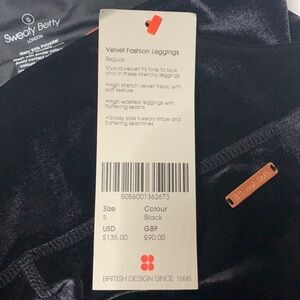 S
Sweaty Betty
LONDON
Velvet Fashion Leggings
Regular
Viva la velvet it's time to look
chic in these stretchy leggings
•High stretch velvet fabric with
soft texture
•High-waisted leggings with
flattering seams
•Glossy side tuxedo stripe and
flattering seamlines
5056001362673
Size
Colour
S
Black
USD
GBP
$135.00
£90.00
BRITISH DESIGN SINCE 1998